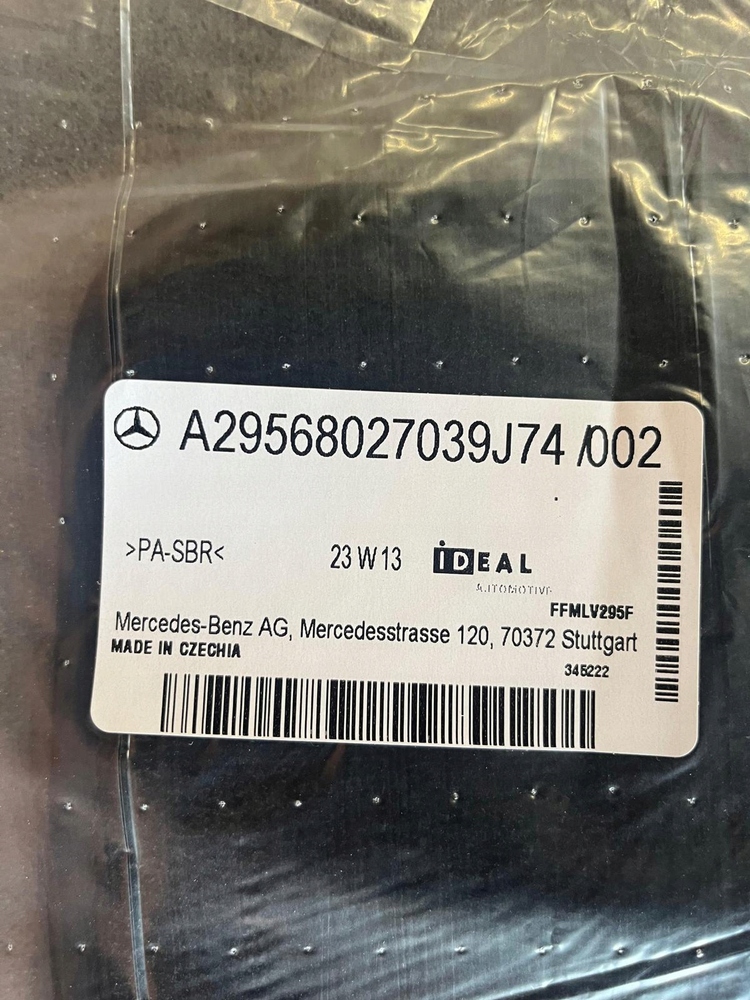 A29568027039J74 /002
>PA-SBR<
23 W 13
iDEAL
AUTOMOTIVE
FFMLV295F
Mercedes-Benz AG, Mercedesstrasse 120, 70372 Stuttgart
MADE IN CZECHIA
345222